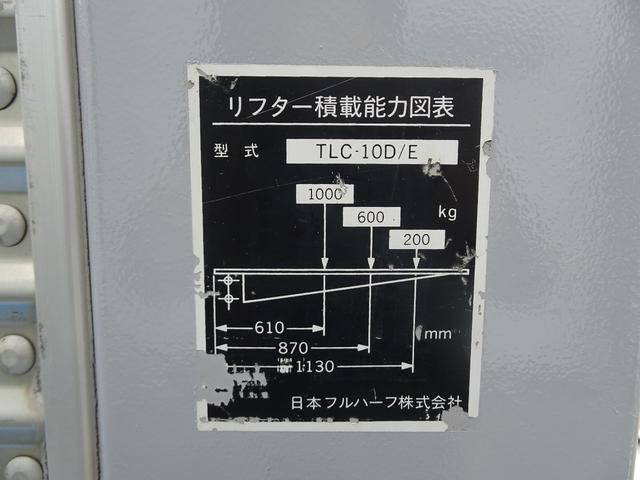 リフター積載能力図表
型式 TLC-10D/E
1000
600 kg
200
610 mm
870
1130
日本フルハーフ株式会社